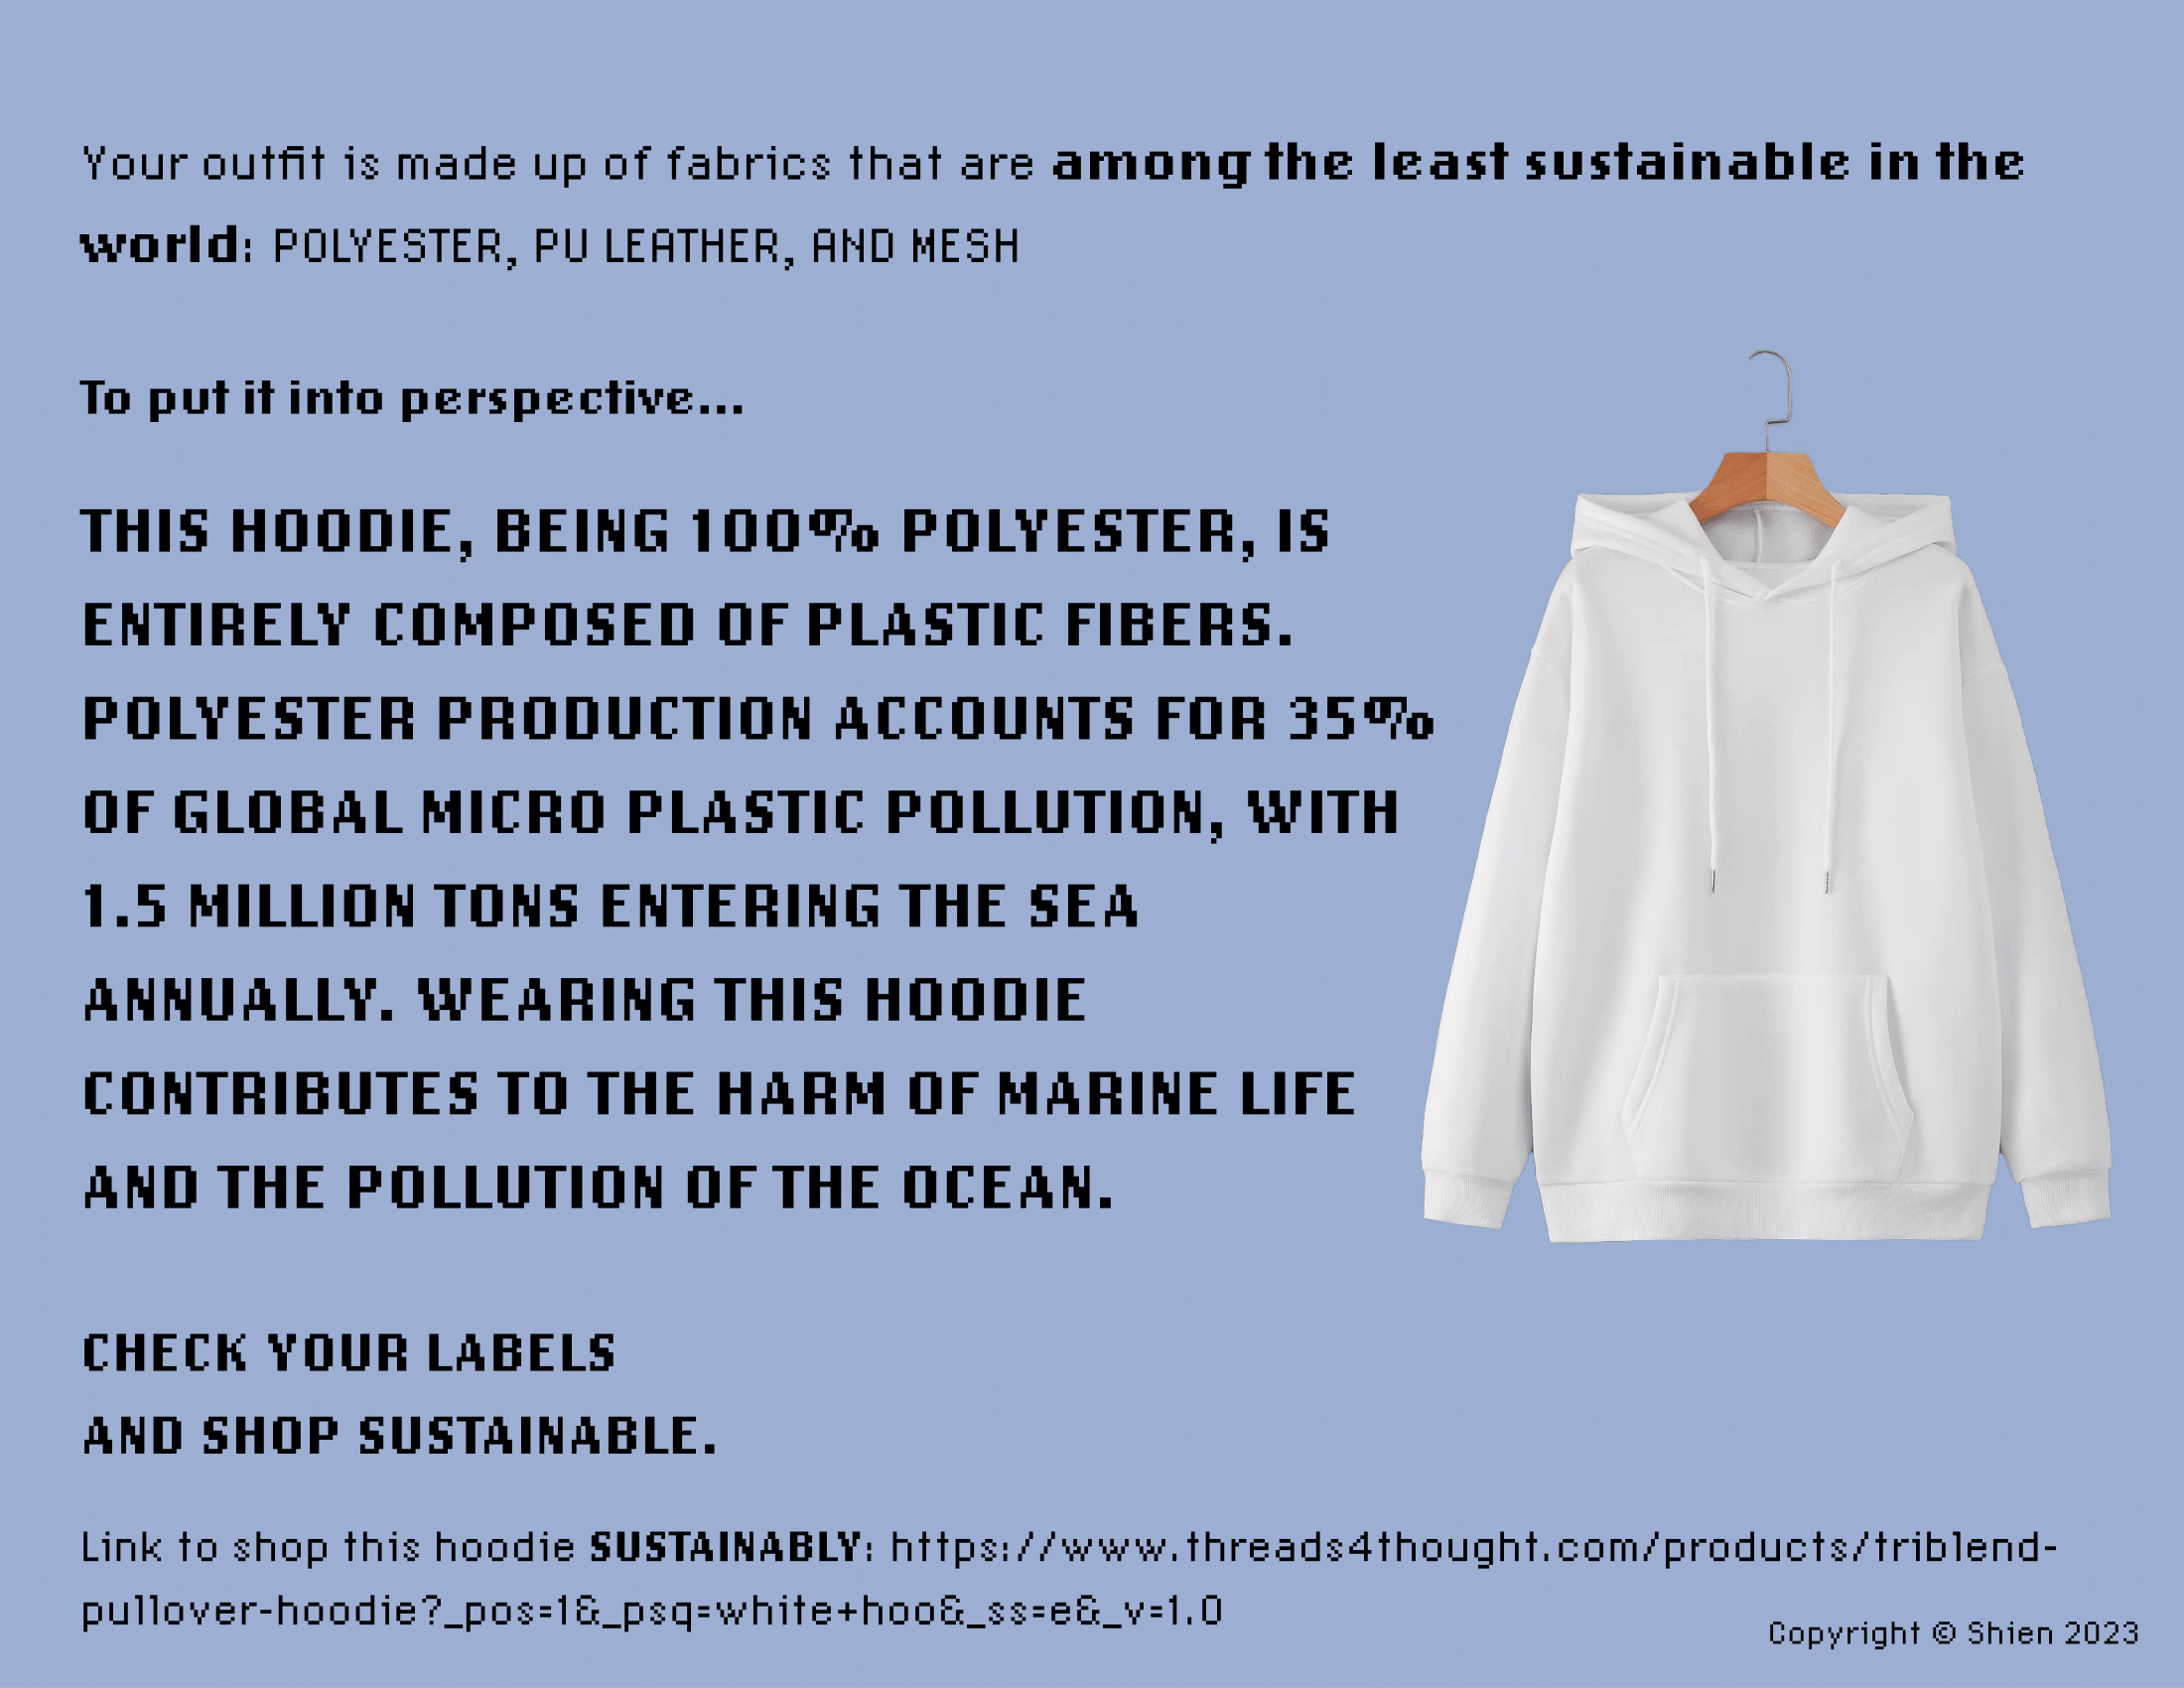 Your outfit is made up of fabrics that are among the least sustainable in the
world: POLYESTER, PU LEATHER, AND MESH
To put it into perspective...
THIS HOODIE, BEING 100% POLYESTER, IS
ENTIRELY COMPOSED OF PLASTIC FIBERS.
POLYESTER PRODUCTION ACCOUNTS FOR 35%
OF GLOBAL MICRO PLASTIC POLLUTION, WITH
1.5 MILLION TONS ENTERING THE SEA
ANNUALLY. WEARING THIS HOODIE
CONTRIBUTES TO THE HARM OF MARINE LIFE
AND THE POLLUTION OF THE OCEAN.
CHECK YOUR LABELS
AND SHOP SUSTAINABLE.
Link to shop this hoodie SUSTAINABLY: https://www.threads4thought.com/products/triblend-
pullover-hoodie?_pos=1&_psq=white+hoo&_ss=e&_v=1.0
Copyright © Shien 2023